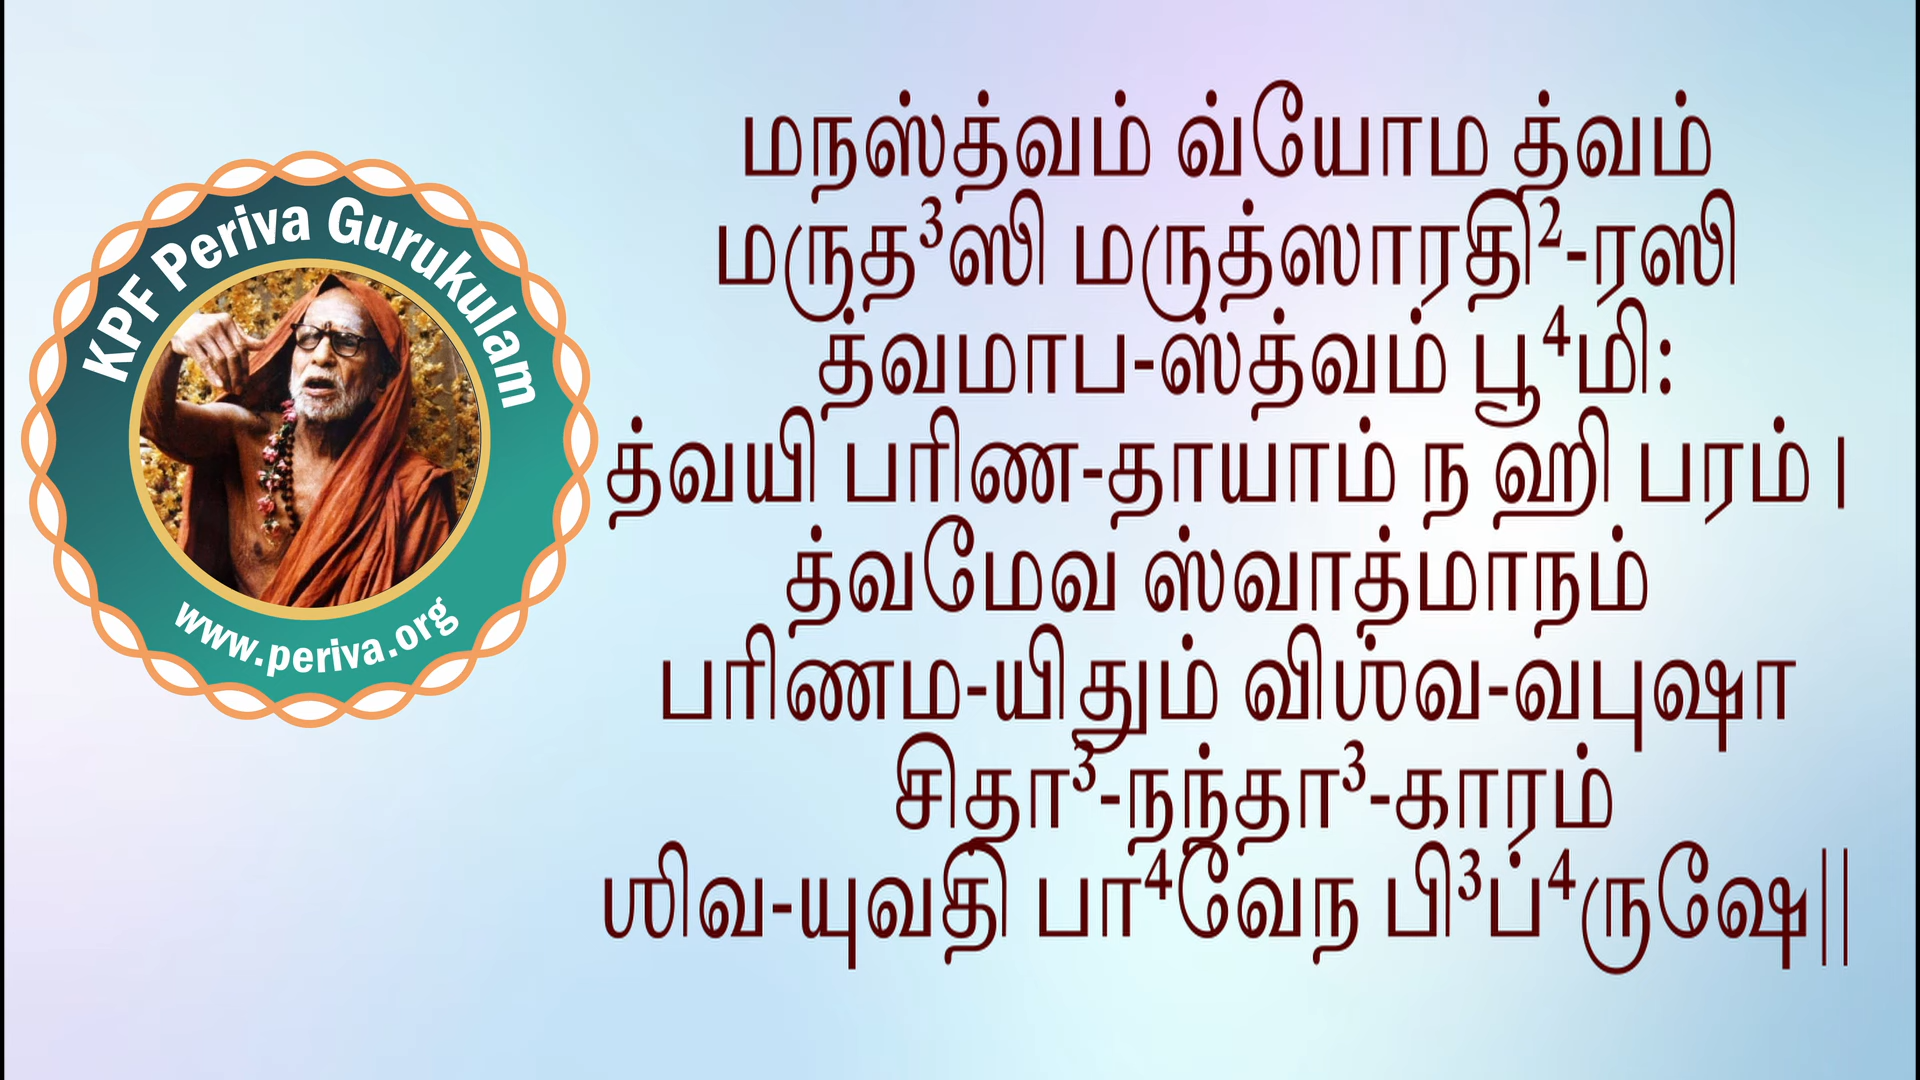 KPF Periva Gurukulam
www.periva.org
மநஸ்த்வம் வ்யோம த்வம்
மருத³ஸி மருத்ஸாரதி²-ரஸி
த்வமாப-ஸ்த்வம் பூ⁴மி:
த்வயி பரிண-தாயாம் ந ஹி பரம் |
த்வமேவ ஸ்வாத்மாநம்
பரிணம-யிதும் விஶ்வ-வபுஷா
சிதா³-நந்தா³-காரம்
ஶிவ-யுவதி பா⁴வேந பி³ப்⁴ருஷே||